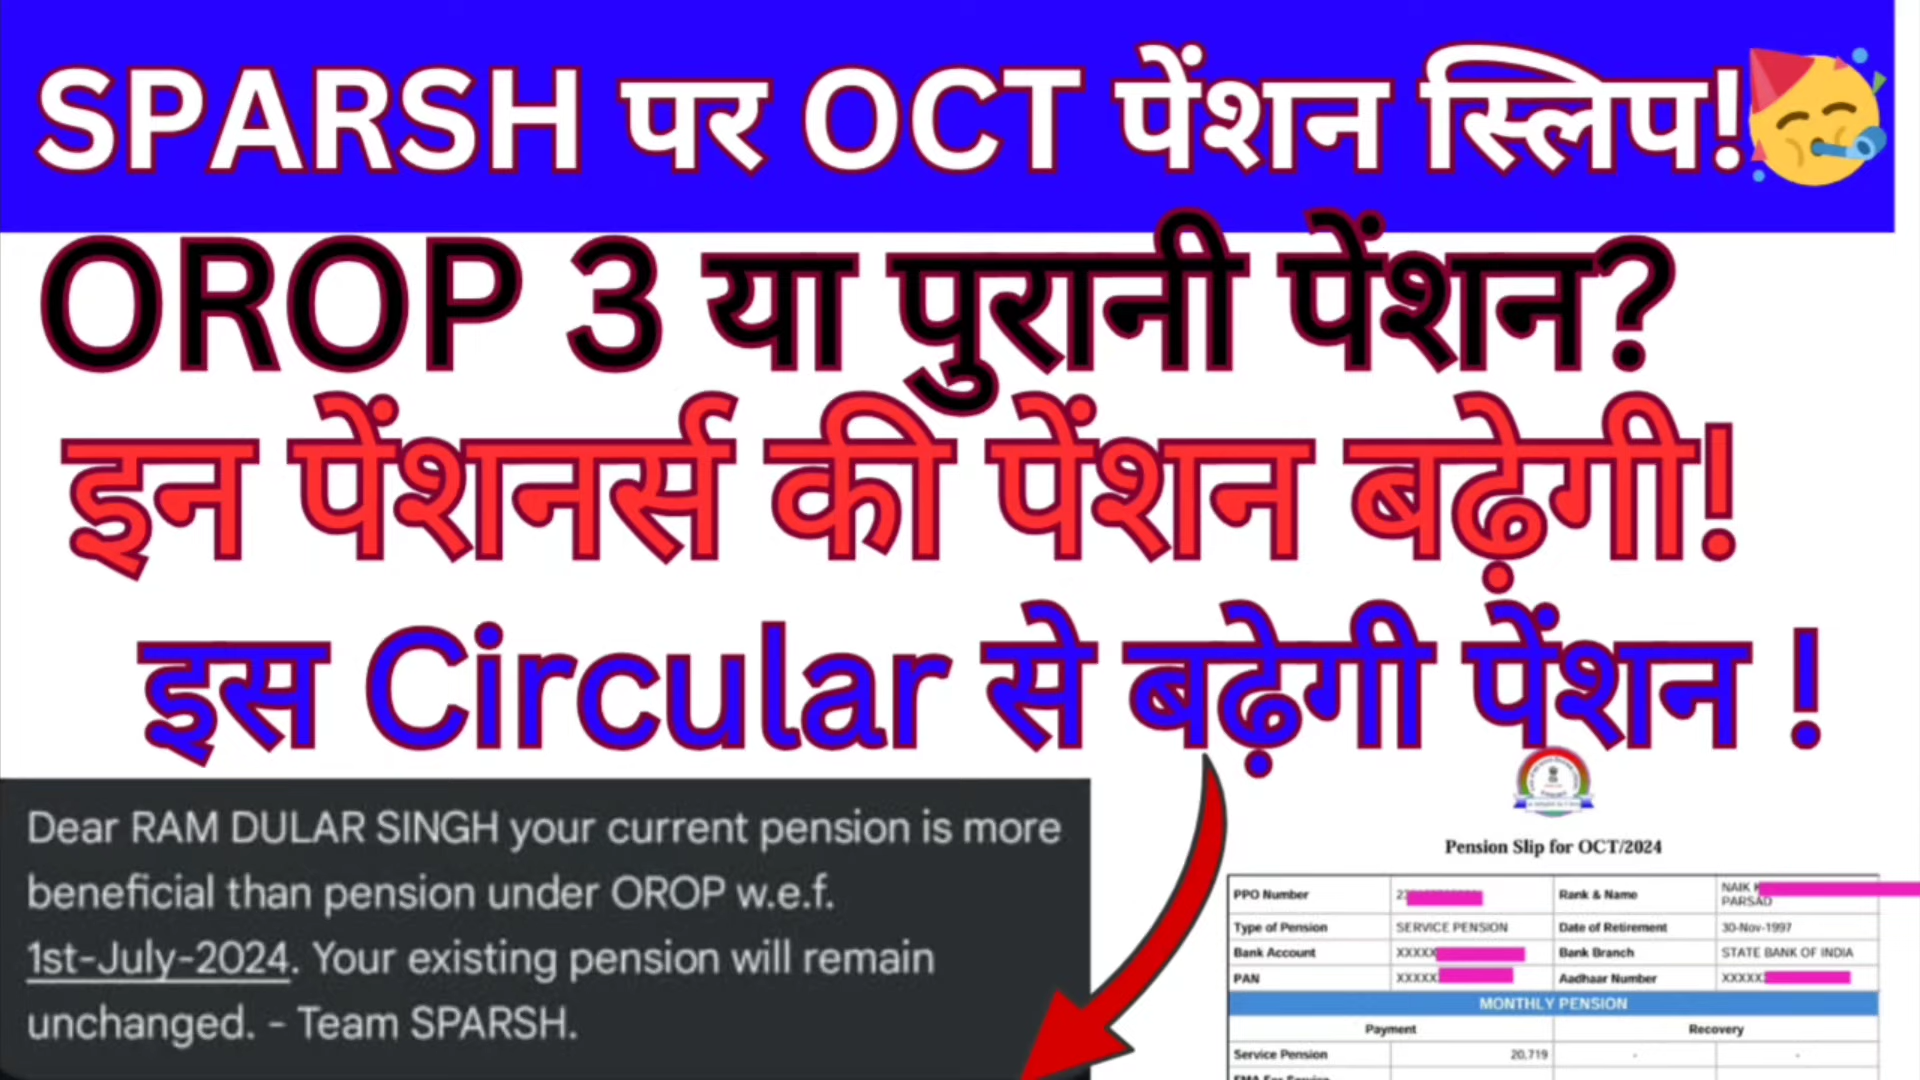 SPARSH पर OCT पेंशन स्लिप!
OROP 3 या पुरानी पेंशन?
इन पेंशनर्स की पेंशन बढ़ेगी!
इस Circular से बढ़ेगी पेंशन !
Dear RAM DULAR SINGH your current pension is more
beneficial than pension under OROP w.e.f.
1st-July-2024. Your existing pension will remain
unchanged. - Team SPARSH.
Pension Slip for OCT/2024
PPO Number Rank & Name NAIK
PARSAD
Type of Pension SERVICE PENSION Date of Retirement 30-Nov-1997
Bank Account XXXXX Bank Branch STATE BANK OF INDIA
PAN XXXXX Aadhaar Number XXXXX
MONTHLY PENSION
Payment Recovery
Service Pension 20,719 - -